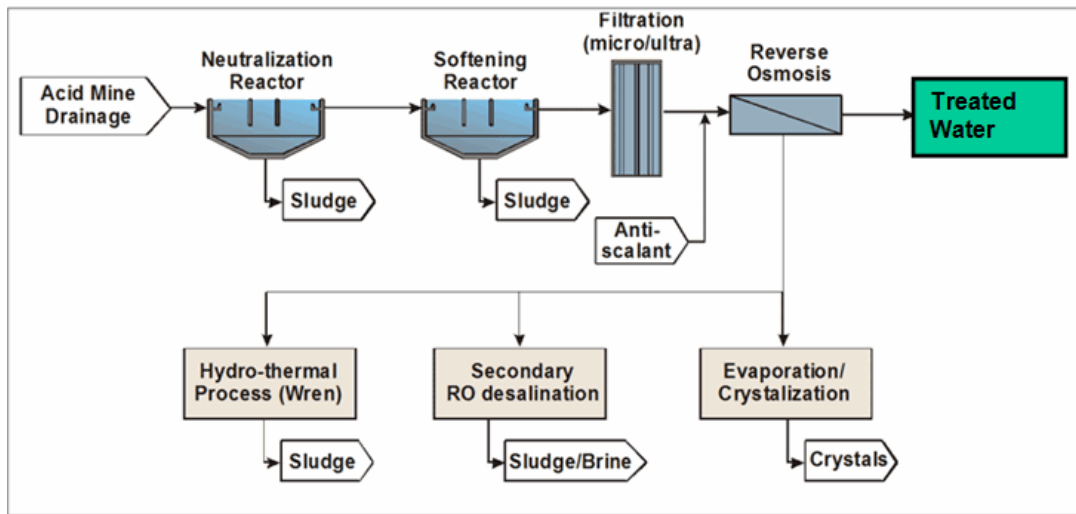 Acid Mine
Drainage
Neutralization
Reactor
Softening
Reactor
Filtration
(micro/ultra)
Reverse
Osmosis
Treated
Water
Sludge
Sludge
Anti-
scalant
Hydro-thermal
Process (Wren)
Secondary
RO desalination
Evaporation/
Crystalization
Sludge
Sludge/Brine
Crystals